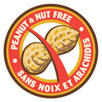 PEANUT & NUT FREE
SANS NOIX ET ARACHIDES